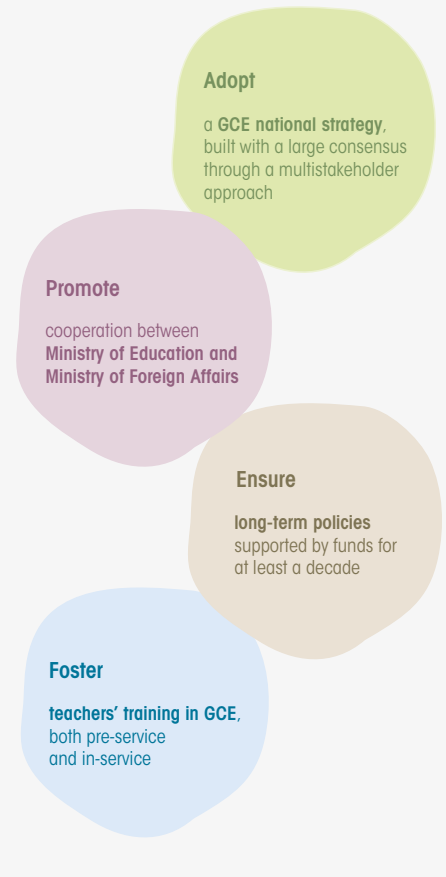 Adopt
a GCE national strategy,
built with a large consensus
through a multistakeholder
approach
Promote
cooperation between
Ministry of Education and
Ministry of Foreign Affairs
Ensure
long-term policies
supported by funds for
at least a decade
Foster
teachers’ training in GCE,
both pre-service
and in-service